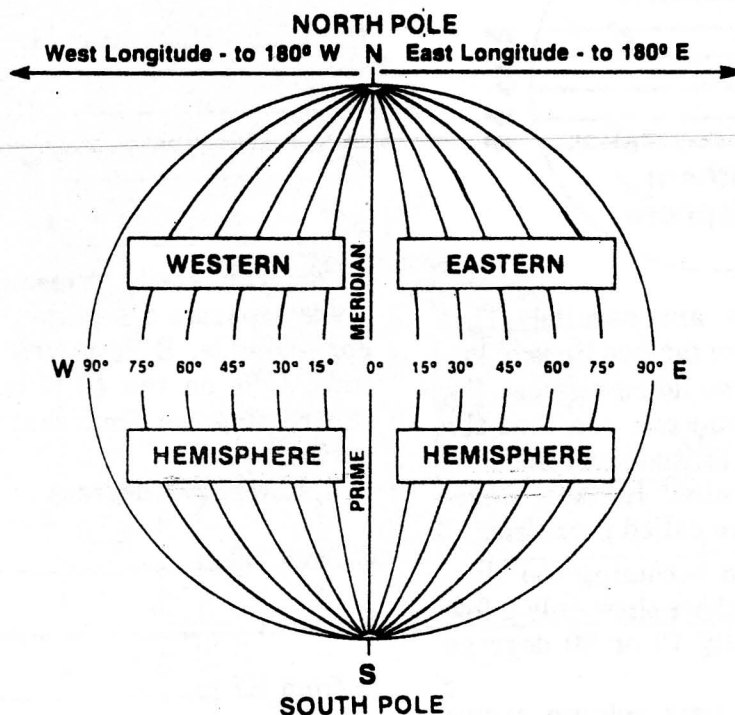 NORTH POLE
West Longitude - to 180° W N East Longitude - to 180° E
WESTERN EASTERN
MERIDIAN
W 90° 75° 60° 45° 30° 15° 0° 15° 30° 45° 60° 75° 90° E
HEMISPHERE HEMISPHERE
PRIME
S
SOUTH POLE